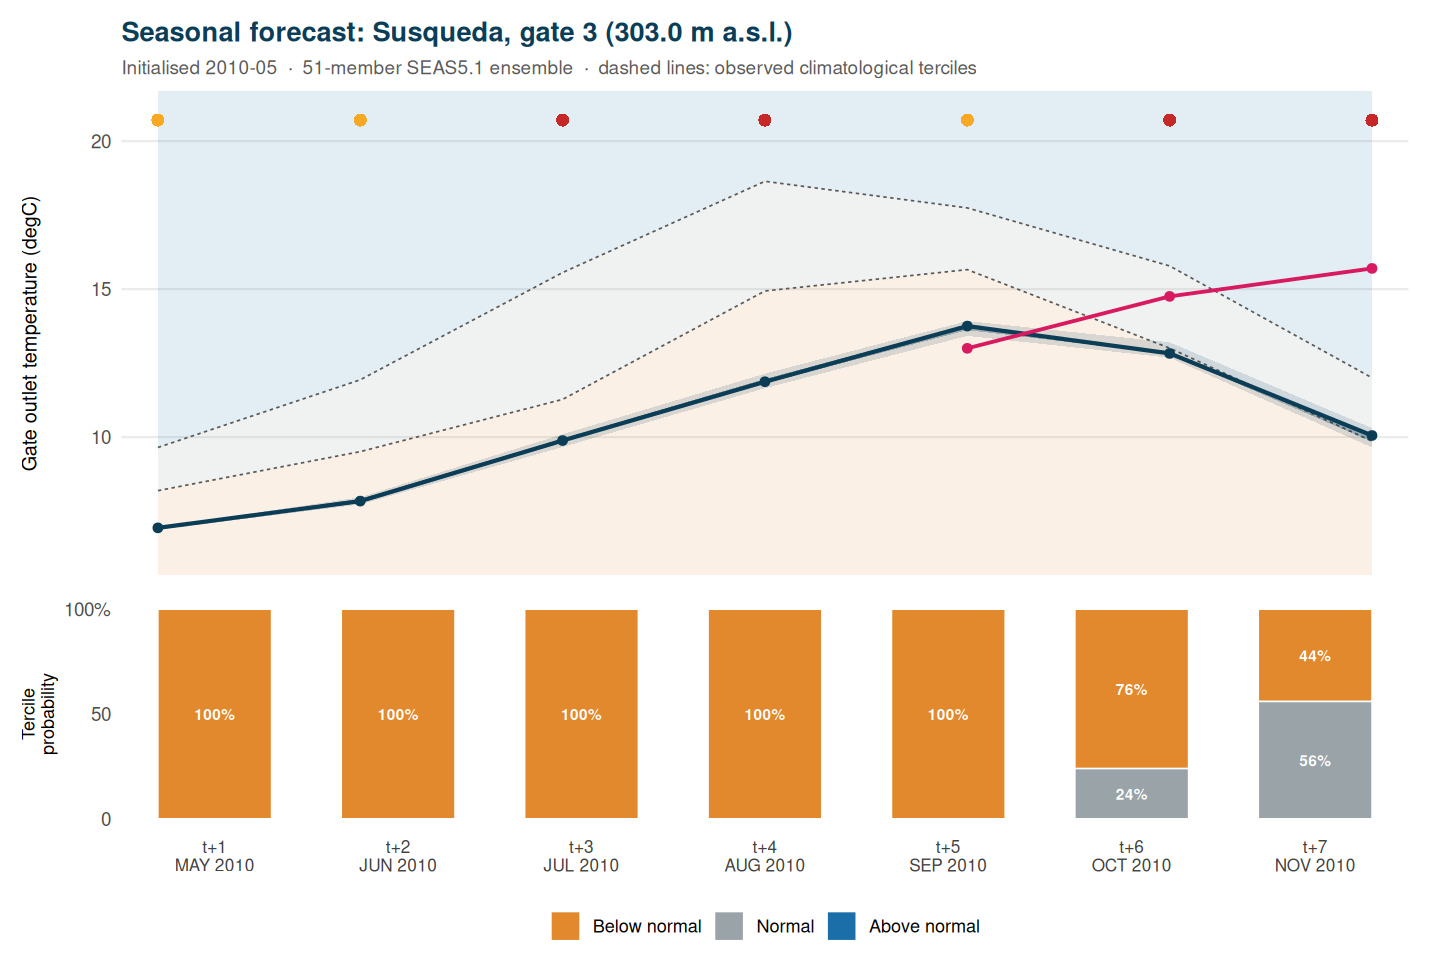 Seasonal forecast: Susqueda, gate 3 (303.0 m a.s.l.)
Initialised 2010-05 · 51-member SEAS5.1 ensemble · dashed lines: observed climatological terciles
Gate outlet temperature (degC)
20
15
10
Tercile
probability
100%
50
0
100%
100%
100%
100%
100%
76%
24%
44%
56%
t+1
MAY 2010
t+2
JUN 2010
t+3
JUL 2010
t+4
AUG 2010
t+5
SEP 2010
t+6
OCT 2010
t+7
NOV 2010
Below normal
Normal
Above normal